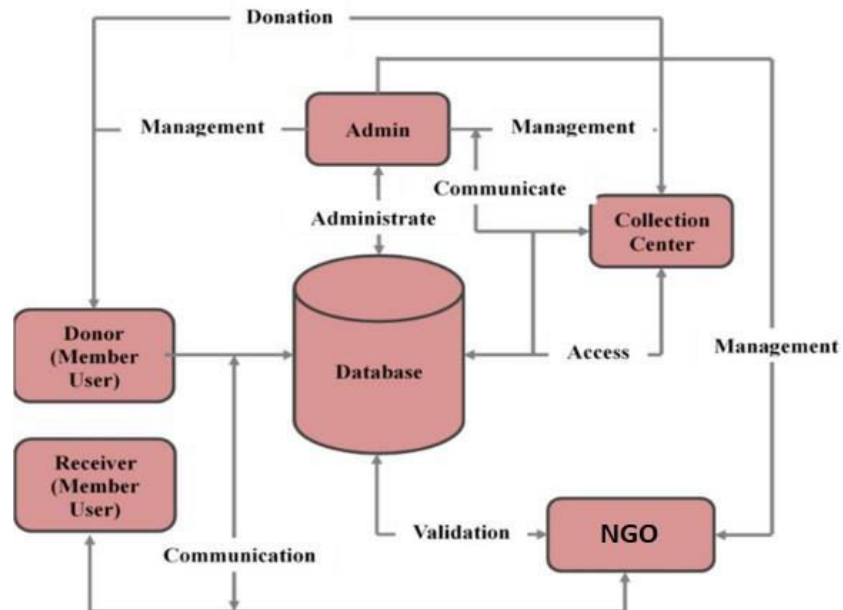 Donation
Management
Admin
Management
Communicate
Administrate
Collection
Center
Donor
(Member
User)
Database
Access
Management
Receiver
(Member
User)
Communication
Validation
NGO